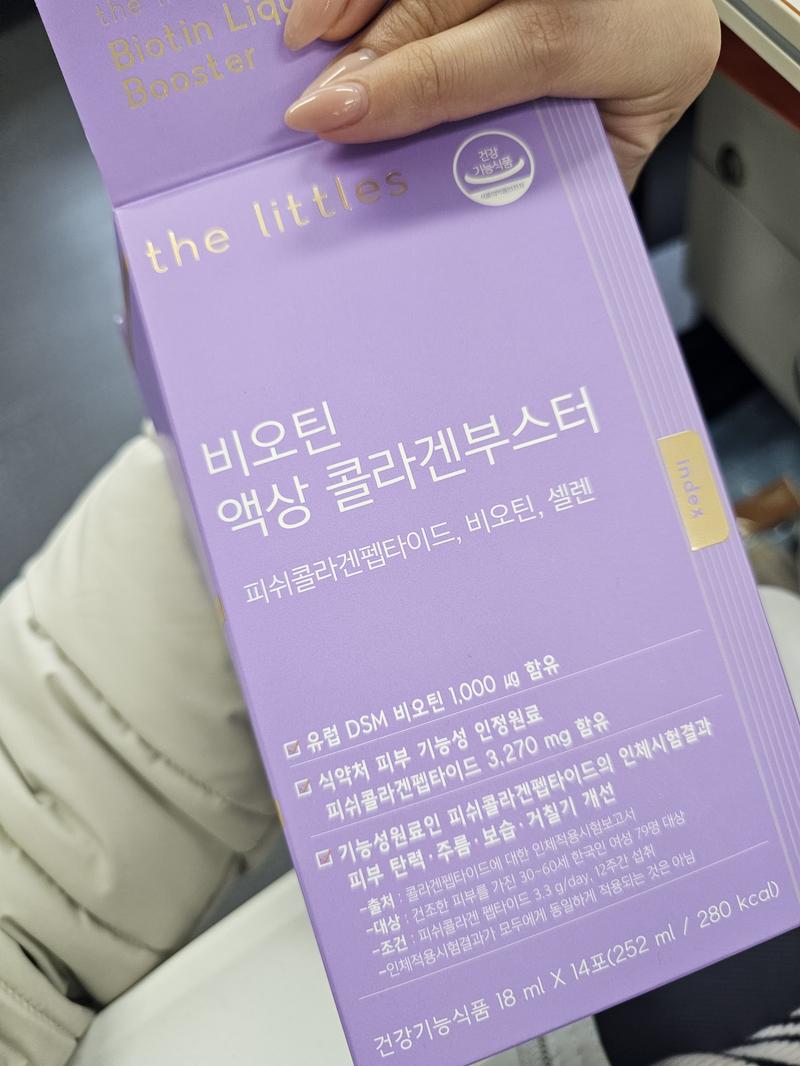 Biotin Liqu
Booster
the littles
건강
기능식품
식품의약품안전처
비오틴
액상 콜라겐부스터
피쉬콜라겐펩타이드, 비오틴, 셀렌
index
유럽 DSM 비오틴 1,000 ㎍ 함유
식약처 피부 기능성 인정원료
피쉬콜라겐펩타이드 3,270 mg 함유
기능성원료인 피쉬콜라겐펩타이드의 인체시험결과
피부 탄력·주름·보습·거칠기 개선
-출처 : 콜라겐펩타이드에 대한 인체적용시험보고서
-대상 : 건조한 피부를 가진 30~60세 한국인 여성 79명 대상
-조건 : 피쉬콜라겐 펩타이드 3.3 g/day, 12주간 섭취
-인체적용시험결과가 모두에게 동일하게 적용되는 것은 아님
건강기능식품 18 ml X 14포(252 ml / 280 kcal)